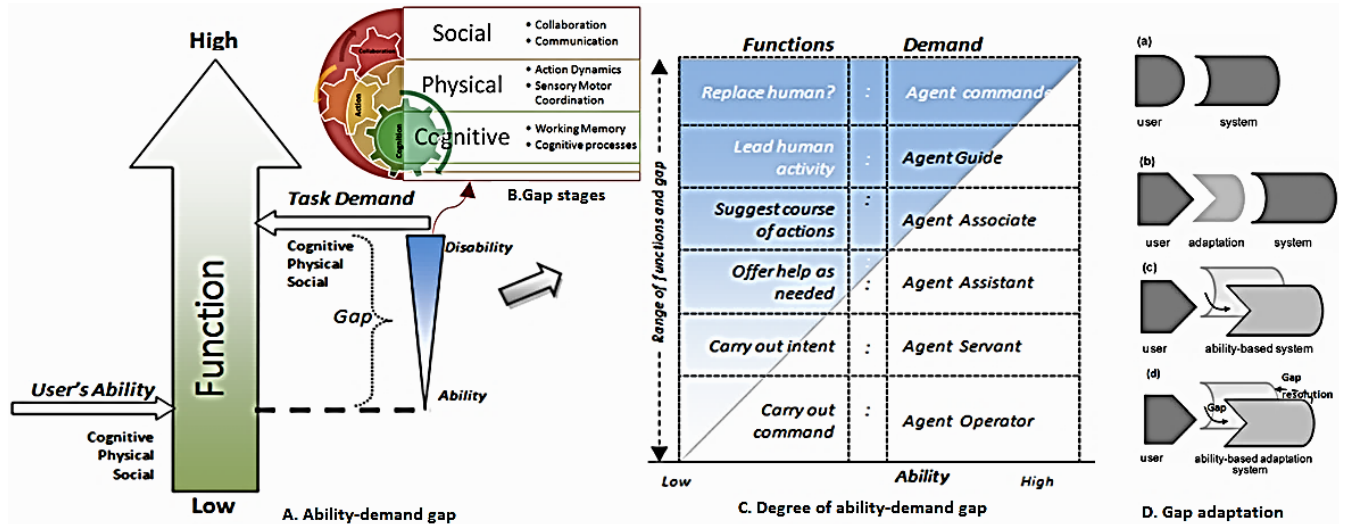 High
Function
Low
User's Ability
Cognitive
Physical
Social
Task Demand
Cognitive
Physical
Social
Gap
Disability
Ability
A. Ability-demand gap
Collaboration
Action
Cognition
Social
• Collaboration
• Communication
Physical
• Action Dynamics
• Sensory Motor
Coordination
Cognitive
• Working Memory
• Cognitive processes
B.Gap stages
Functions Demand
Range of functions and gap
Replace human? : Agent commands
Lead human
activity : Agent Guide
Suggest course
of actions : Agent Associate
Offer help as
needed : Agent Assistant
Carry out intent : Agent Servant
Carry out
command : Agent Operator
Low Ability High
C. Degree of ability-demand gap
(a)
user system
(b)
user adaptation system
(c)
user ability-based system
(d)
Gap
resolution
Gap
user ability-based adaptation
system
D. Gap adaptation